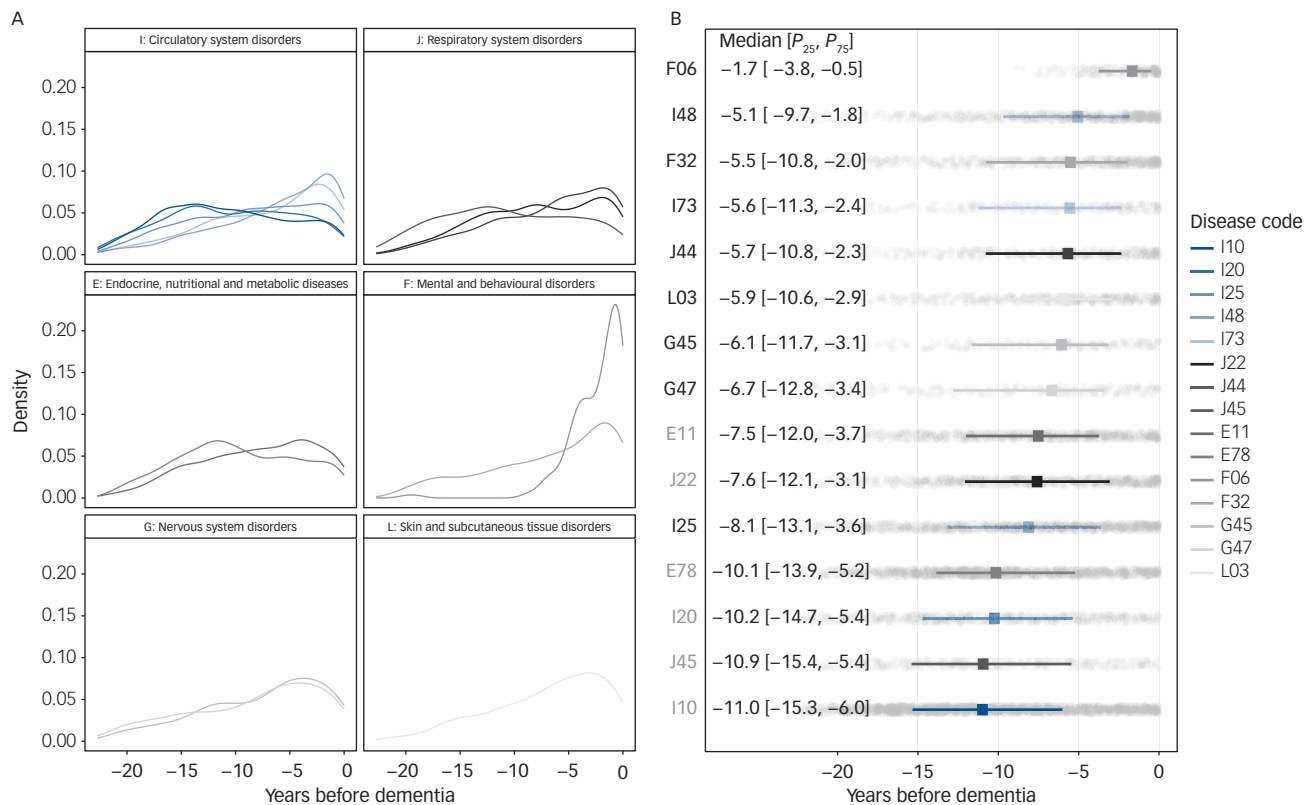 A
I: Circulatory system disorders
J: Respiratory system disorders
0.20
0.15
0.10
0.05
0.00
E: Endocrine, nutritional and metabolic diseases
F: Mental and behavioural disorders
0.20
0.15
0.10
0.05
0.00
Density
G: Nervous system disorders
L: Skin and subcutaneous tissue disorders
0.20
0.15
0.10
0.05
0.00
−20 −15 −10 −5 0
−20 −15 −10 −5 0
Years before dementia
B
Median [P25, P75]
F06 −1.7 [ −3.8, −0.5]
I48 −5.1 [ −9.7, −1.8]
F32 −5.5 [−10.8, −2.0]
I73 −5.6 [−11.3, −2.4]
J44 −5.7 [−10.8, −2.3]
L03 −5.9 [−10.6, −2.9]
G45 −6.1 [−11.7, −3.1]
G47 −6.7 [−12.8, −3.4]
E11 −7.5 [−12.0, −3.7]
J22 −7.6 [−12.1, −3.1]
I25 −8.1 [−13.1, −3.6]
E78 −10.1 [−13.9, −5.2]
I20 −10.2 [−14.7, −5.4]
J45 −10.9 [−15.4, −5.4]
I10 −11.0 [−15.3, −6.0]
−20 −15 −10 −5 0
Years before dementia
Disease code
I10
I20
I25
I48
I73
J22
J44
J45
E11
E78
F06
F32
G45
G47
L03